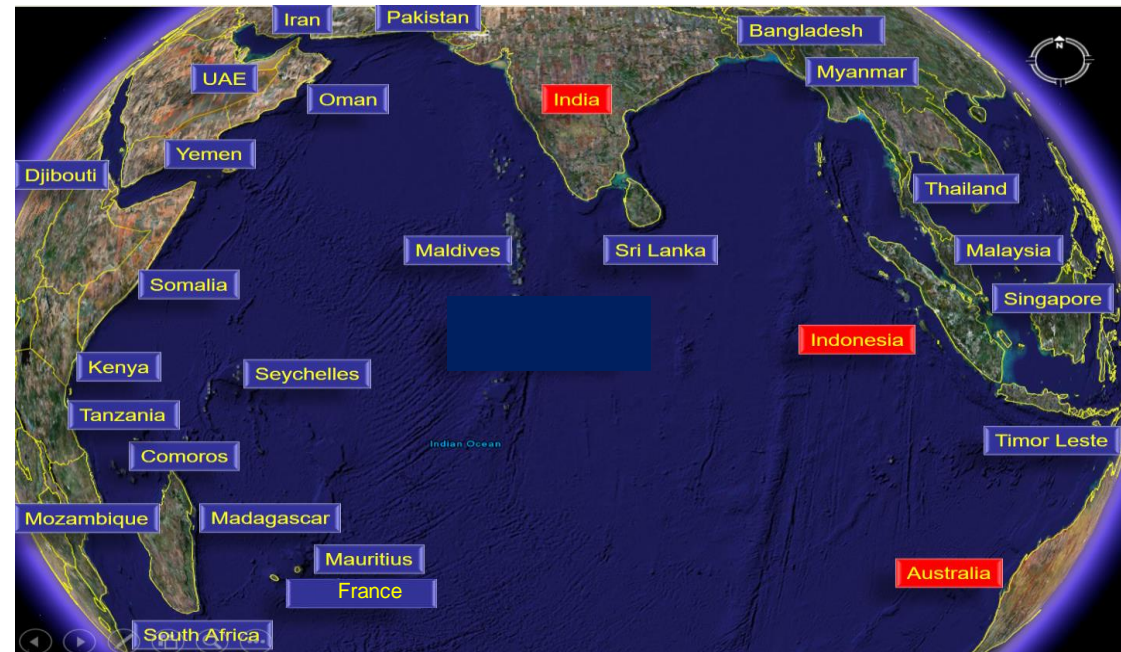 Iran
Pakistan
Bangladesh
N
UAE
Myanmar
Oman
India
Yemen
Djibouti
Thailand
Maldives
Sri Lanka
Malaysia
Somalia
Singapore
Indonesia
Kenya
Seychelles
Tanzania
Indian Ocean
Timor Leste
Comoros
Mozambique
Madagascar
Mauritius
Australia
France
South Africa